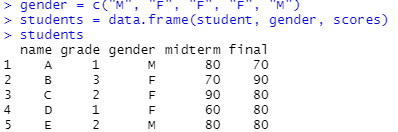 > gender = c("M", "F", "F", "F", "M")
> students = data.frame(student, gender, scores)
> students
name grade gender midterm final
1 A 1 M 80 70
2 B 3 F 70 90
3 C 2 F 90 80
4 D 1 F 60 80
5 E 2 M 80 80